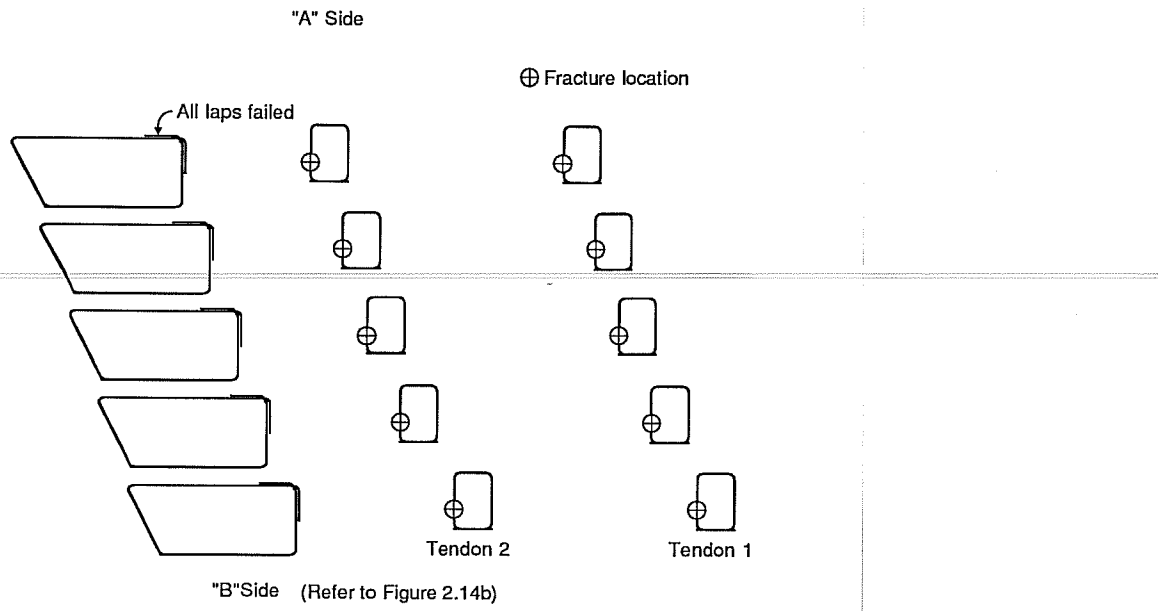 "A" Side
⊕ Fracture location
All laps failed
Tendon 2
Tendon 1
"B"Side (Refer to Figure 2.14b)